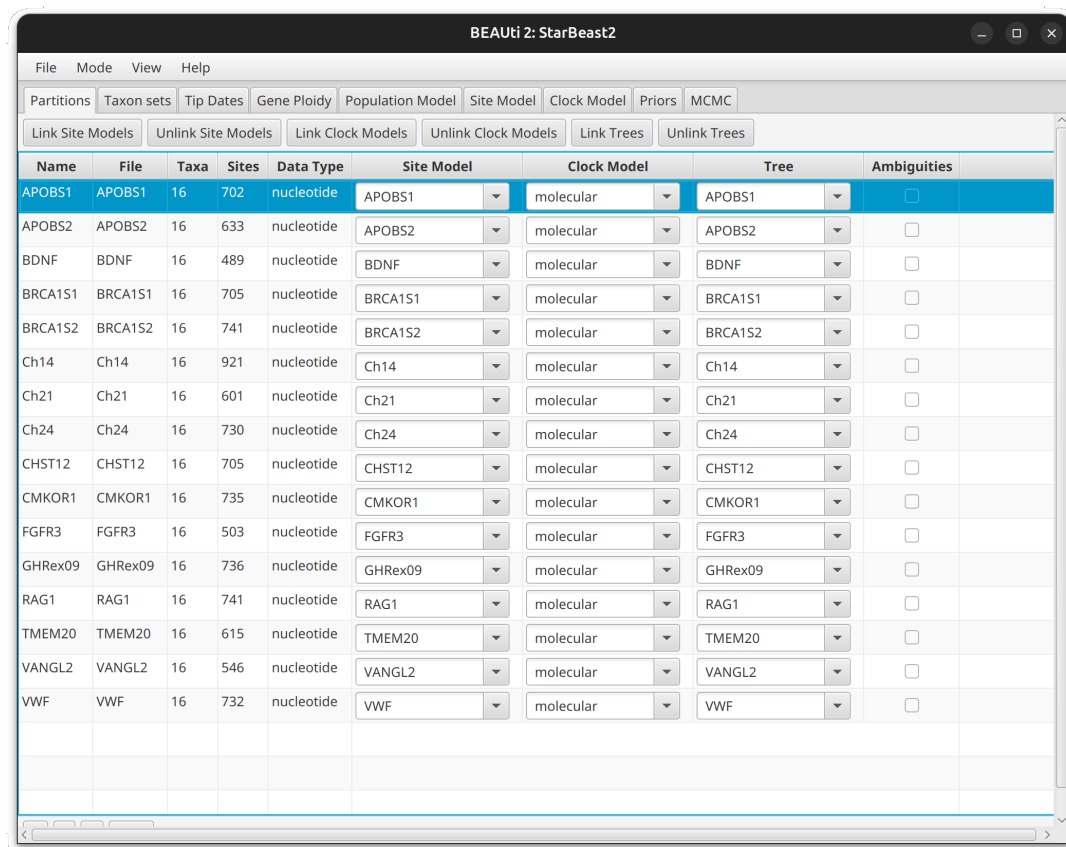 BEAUti 2: StarBeast2
File Mode View Help
Partitions Taxon sets Tip Dates Gene Ploidy Population Model Site Model Clock Model Priors MCMC
Link Site Models Unlink Site Models Link Clock Models Unlink Clock Models Link Trees Unlink Trees
Name File Taxa Sites Data Type Site Model Clock Model Tree Ambiguities
APOBS1 APOBS1 16 702 nucleotide APOBS1 molecular APOBS1
APOBS2 APOBS2 16 633 nucleotide APOBS2 molecular APOBS2
BDNF BDNF 16 489 nucleotide BDNF molecular BDNF
BRCA1S1 BRCA1S1 16 705 nucleotide BRCA1S1 molecular BRCA1S1
BRCA1S2 BRCA1S2 16 741 nucleotide BRCA1S2 molecular BRCA1S2
Ch14 Ch14 16 921 nucleotide Ch14 molecular Ch14
Ch21 Ch21 16 601 nucleotide Ch21 molecular Ch21
Ch24 Ch24 16 730 nucleotide Ch24 molecular Ch24
CHST12 CHST12 16 705 nucleotide CHST12 molecular CHST12
CMKOR1 CMKOR1 16 735 nucleotide CMKOR1 molecular CMKOR1
FGFR3 FGFR3 16 503 nucleotide FGFR3 molecular FGFR3
GHRex09 GHRex09 16 736 nucleotide GHRex09 molecular GHRex09
RAG1 RAG1 16 741 nucleotide RAG1 molecular RAG1
TMEM20 TMEM20 16 615 nucleotide TMEM20 molecular TMEM20
VANGL2 VANGL2 16 546 nucleotide VANGL2 molecular VANGL2
VWF VWF 16 732 nucleotide VWF molecular VWF